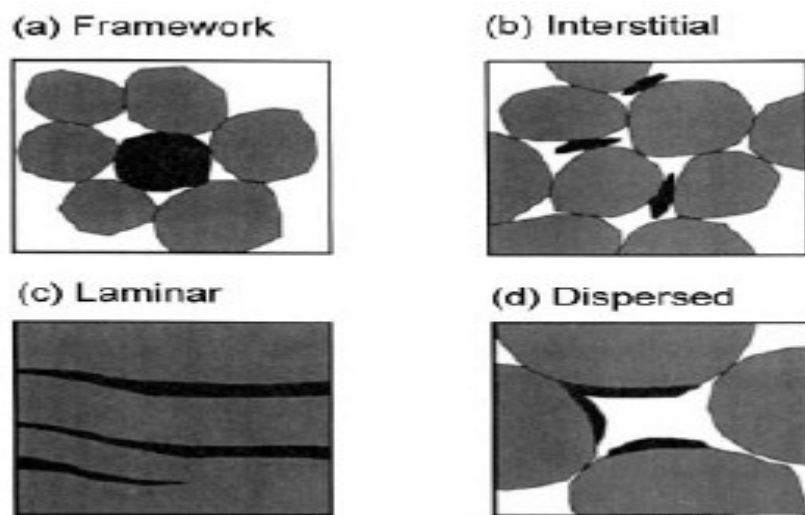 (a) Framework
(b) Interstitial
(c) Laminar
(d) Dispersed